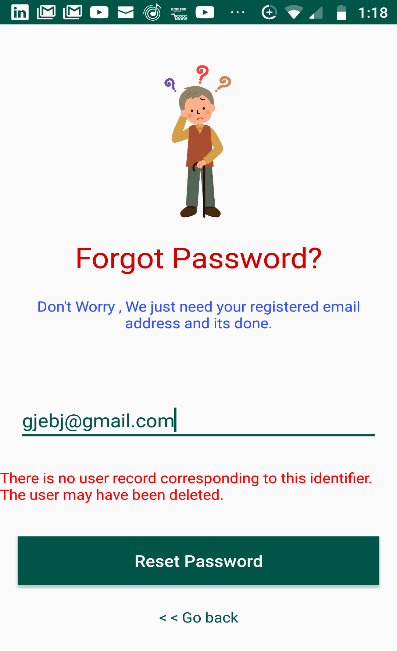 1:18
Forgot Password?
Don't Worry , We just need your registered email
address and its done.
gjebj@gmail.com
There is no user record corresponding to this identifier.
The user may have been deleted.
Reset Password
< < Go back